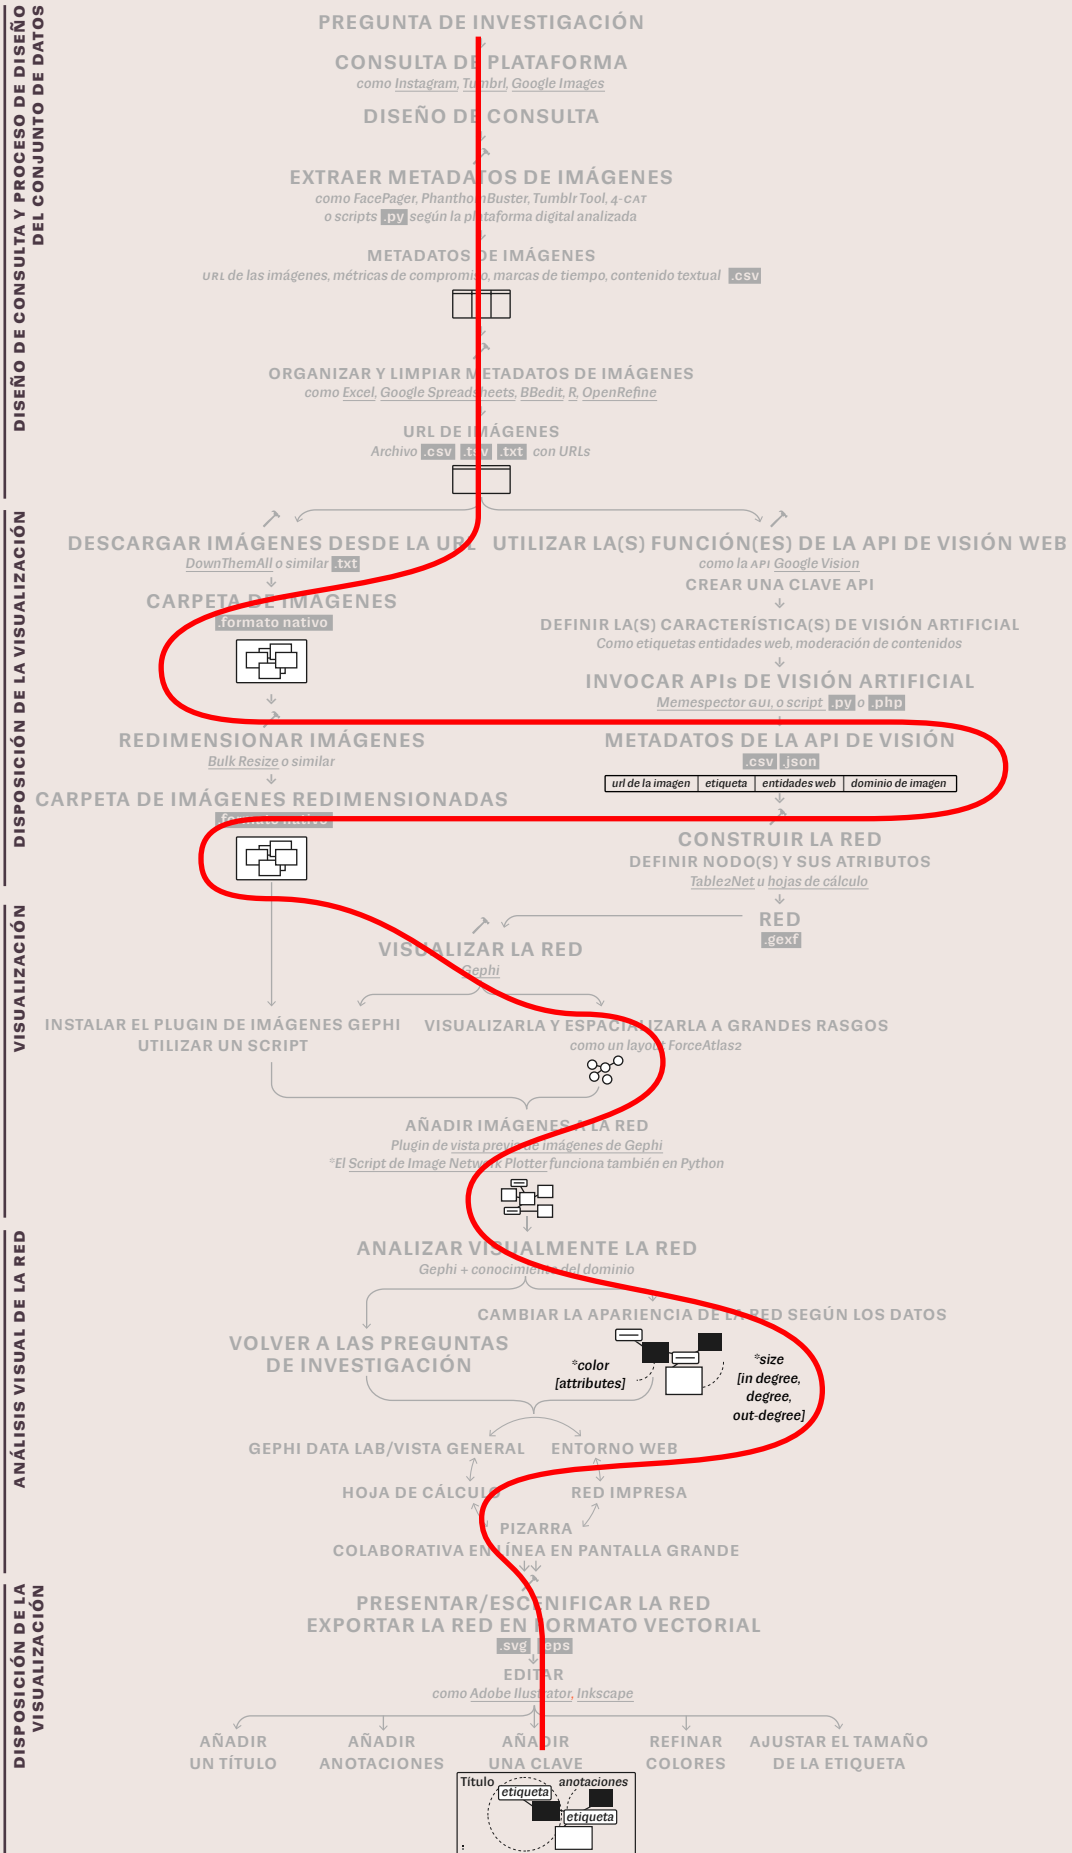 DISEÑO DE CONSULTA Y PROCESO DE DISEÑO
DEL CONJUNTO DE DATOS
PREGUNTA DE INVESTIGACIÓN
CONSULTA DE PLATAFORMA
como Instagram, Tumbrl, Google Images
DISEÑO DE CONSULTA
EXTRAER METADATOS DE IMÁGENES
como FacePager, PhanthomBuster, Tumblr Tool, 4-CAT
o scripts .py según la plataforma digital analizada
METADATOS DE IMÁGENES
URL de las imágenes, métricas de compromiso, marcas de tiempo, contenido textual .csv
ORGANIZAR Y LIMPIAR METADATOS DE IMÁGENES
como Excel, Google Spreadsheets, BBedit, R, OpenRefine
URL DE IMÁGENES
Archivo .csv .tsv .txt con URLs
DISPOSICIÓN DE LA VISUALIZACIÓN
DESCARGAR IMÁGENES DESDE LA URL
DownThemAll o similar .txt
CARPETA DE IMÁGENES
.formato nativo
REDIMENSIONAR IMÁGENES
Bulk Resize o similar
CARPETA DE IMÁGENES REDIMENSIONADAS
.formato nativo
UTILIZAR LA(S) FUNCIÓN(ES) DE LA API DE VISIÓN WEB
como la API Google Vision
CREAR UNA CLAVE API
DEFINIR LA(S) CARACTERÍSTICA(S) DE VISIÓN ARTIFICIAL
Como etiquetas entidades web, moderación de contenidos
INVOCAR APIs DE VISIÓN ARTIFICIAL
Memespector GUI, o script .py o .php
METADATOS DE LA API DE VISIÓN
.csv .json
url de la imagen etiqueta entidades web dominio de imagen
CONSTRUIR LA RED
DEFINIR NODO(S) Y SUS ATRIBUTOS
Table2Net u hojas de cálculo
RED
.gexf
VISUALIZACIÓN
VISUALIZAR LA RED
Gephi
INSTALAR EL PLUGIN DE IMÁGENES GEPHI
UTILIZAR UN SCRIPT
VISUALIZARLA Y ESPACIALIZARLA A GRANDES RASGOS
como un layout ForceAtlas2
AÑADIR IMÁGENES A LA RED
Plugin de vista previa de imágenes de Gephi
*El Script de Image Network Plotter funciona también en Python
ANÁLISIS VISUAL DE LA RED
ANALIZAR VISUALMENTE LA RED
Gephi + conocimiento del dominio
VOLVER A LAS PREGUNTAS
DE INVESTIGACIÓN
CAMBIAR LA APARIENCIA DE LA RED SEGÚN LOS DATOS
*color
[attributes]
*size
[in degree,
degree,
out-degree]
GEPHI DATA LAB/VISTA GENERAL
ENTORNO WEB
HOJA DE CÁLCULO
RED IMPRESA
PIZARRA
COLABORATIVA EN LÍNEA EN PANTALLA GRANDE
DISPOSICIÓN DE LA
VISUALIZACIÓN
PRESENTAR/ESCENIFICAR LA RED
EXPORTAR LA RED EN FORMATO VECTORIAL
.svg .eps
EDITAR
como Adobe Ilustrator, Inkscape
AÑADIR
UN TÍTULO
AÑADIR
ANOTACIONES
AÑADIR
UNA CLAVE
REFINAR
COLORES
AJUSTAR EL TAMAÑO
DE LA ETIQUETA
Título
anotaciones
etiqueta
etiqueta